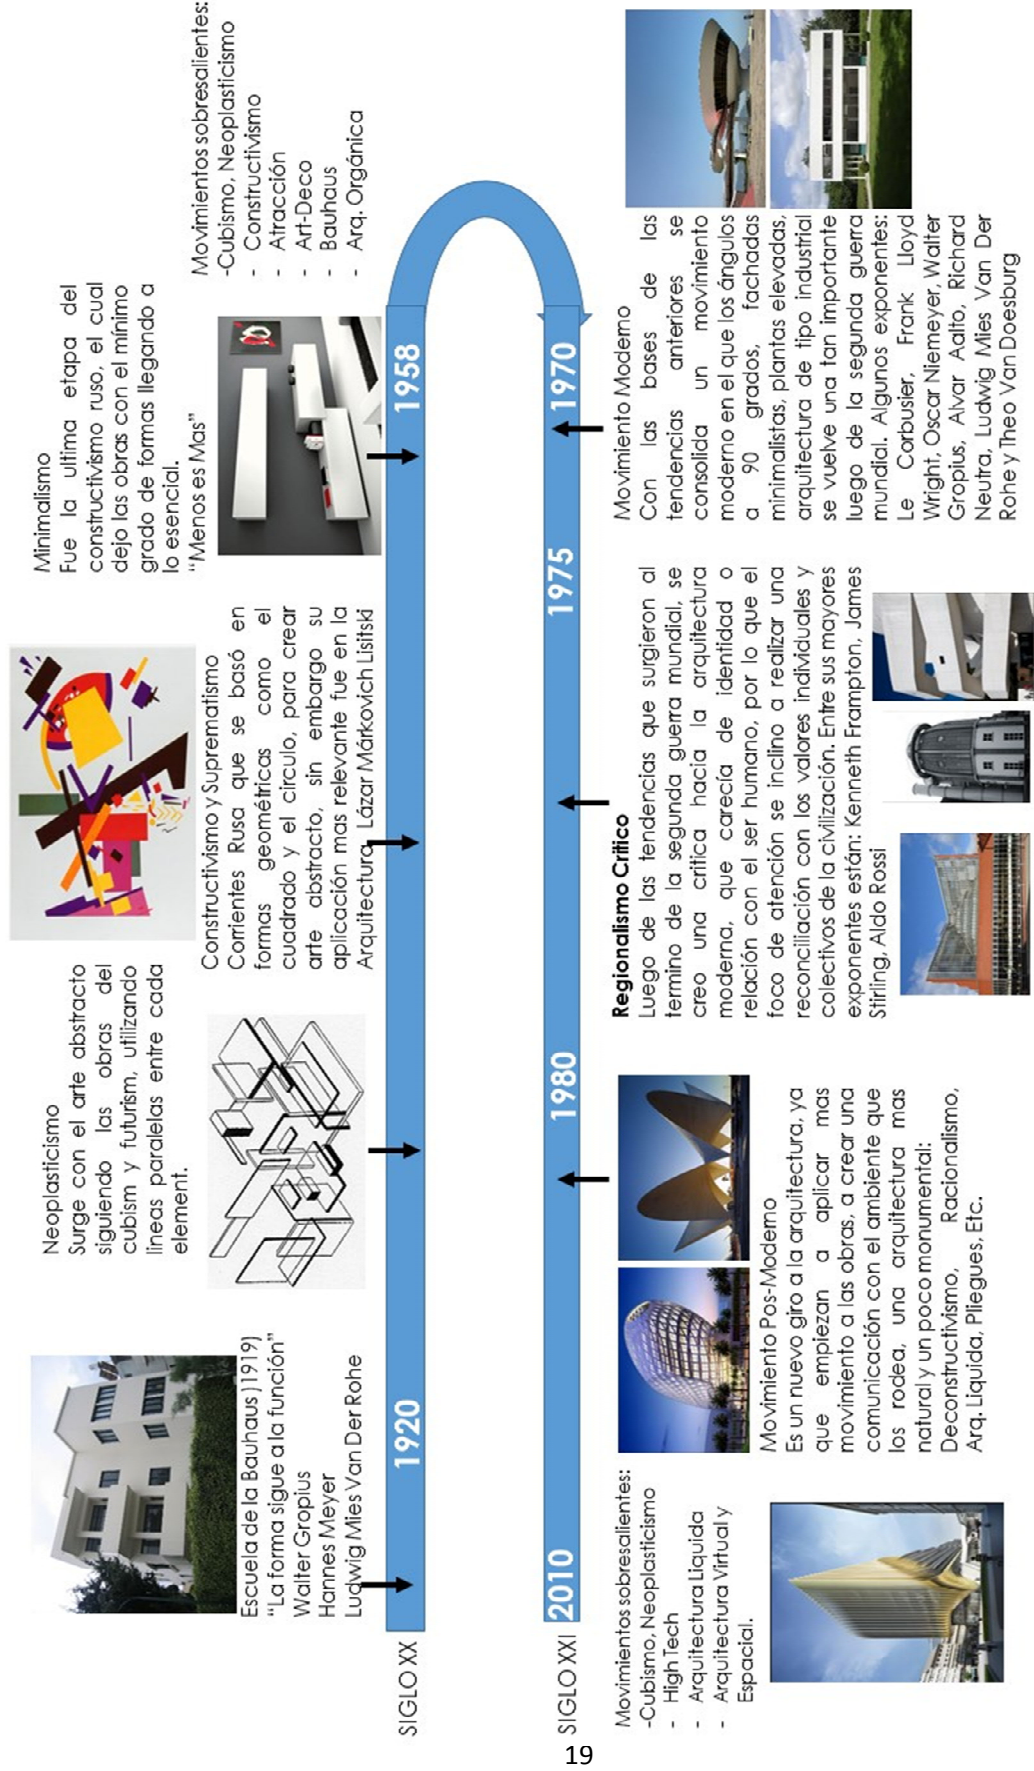 Escuela de la Bauhaus (1919)
“La forma sigue a la función”
Walter Gropius
Hannes Meyer
Ludwig Mies Van Der Rohe
Neoplasticismo
Surge con el arte abstracto
siguiendo las obras del
cubism y futurism, utilizando
líneas paralelas entre cada
element.
Constructivismo y Suprematismo
Corrientes Rusa que se basó en
formas geométricas como el
cuadrado y el circulo, para crear
arte abstracto, sin embargo su
aplicación mas relevante fue en la
Arquitectura. Lázar Márkovich Lisitski
Minimalismo
Fue la ultima etapa del
constructivismo ruso, el cual
dejo las obras con el mínimo
grado de formas llegando a
lo esencial.
“Menos es Mas”
Movimientos sobresalientes:
-Cubismo, Neoplasticismo
- Constructivismo
- Atracción
- Art-Deco
- Bauhaus
- Arq. Orgánica
SIGLO XX
1920
1958
SIGLO XXI
2010
1980
1975
1970
Movimientos sobresalientes:
-Cubismo, Neoplasticismo
- High Tech
- Arquitectura Liquida
- Arquitectura Virtual y
Espacial.
Movimiento Pos-Moderno
Es un nuevo giro a la arquitectura, ya
que empiezan a aplicar mas
movimiento a las obras, a crear una
comunicación con el ambiente que
los rodea, una arquitectura mas
natural y un poco monumental:
Deconstructivismo, Racionalismo,
Arq. Liquida, Pliegues, Etc.
Regionalismo Crítico
Luego de las tendencias que surgieron al
termino de la segunda guerra mundial, se
creo una critica hacia la arquitectura
moderna, que carecía de identidad o
relación con el ser humano, por lo que el
foco de atención se inclino a realizar una
reconciliación con los valores individuales y
colectivos de la civilización. Entre sus mayores
exponentes están: Kenneth Frampton, James
Stirling, Aldo Rossi
Movimiento Moderno
Con las bases de las
tendencias anteriores se
consolida un movimiento
moderno en el que los ángulos
a 90 grados, fachadas
minimalistas, plantas elevadas,
arquitectura de tipo industrial
se vuelve una tan importante
luego de la segunda guerra
mundial. Algunos exponentes:
Le Corbusier, Frank Lloyd
Wright, Oscar Niemeyer, Walter
Gropius, Alvar Aalto, Richard
Neutra, Ludwig Mies Van Der
Rohe y Theo Van Doesburg
19